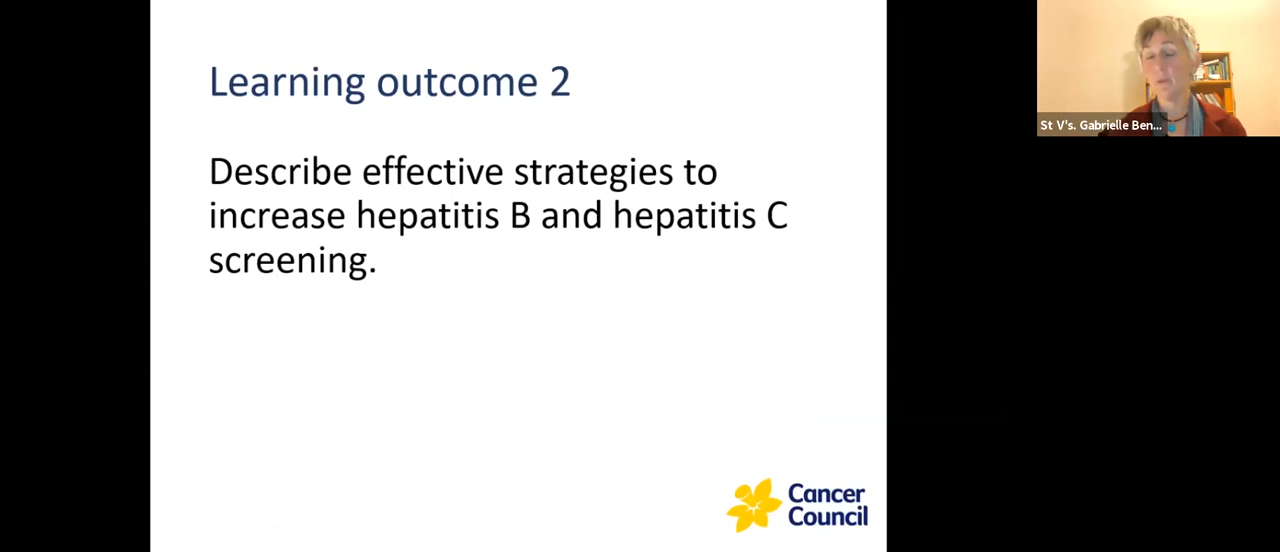 Learning outcome 2
Describe effective strategies to
increase hepatitis B and hepatitis C
screening.
Cancer
Council
St V's. Gabrielle Ben...